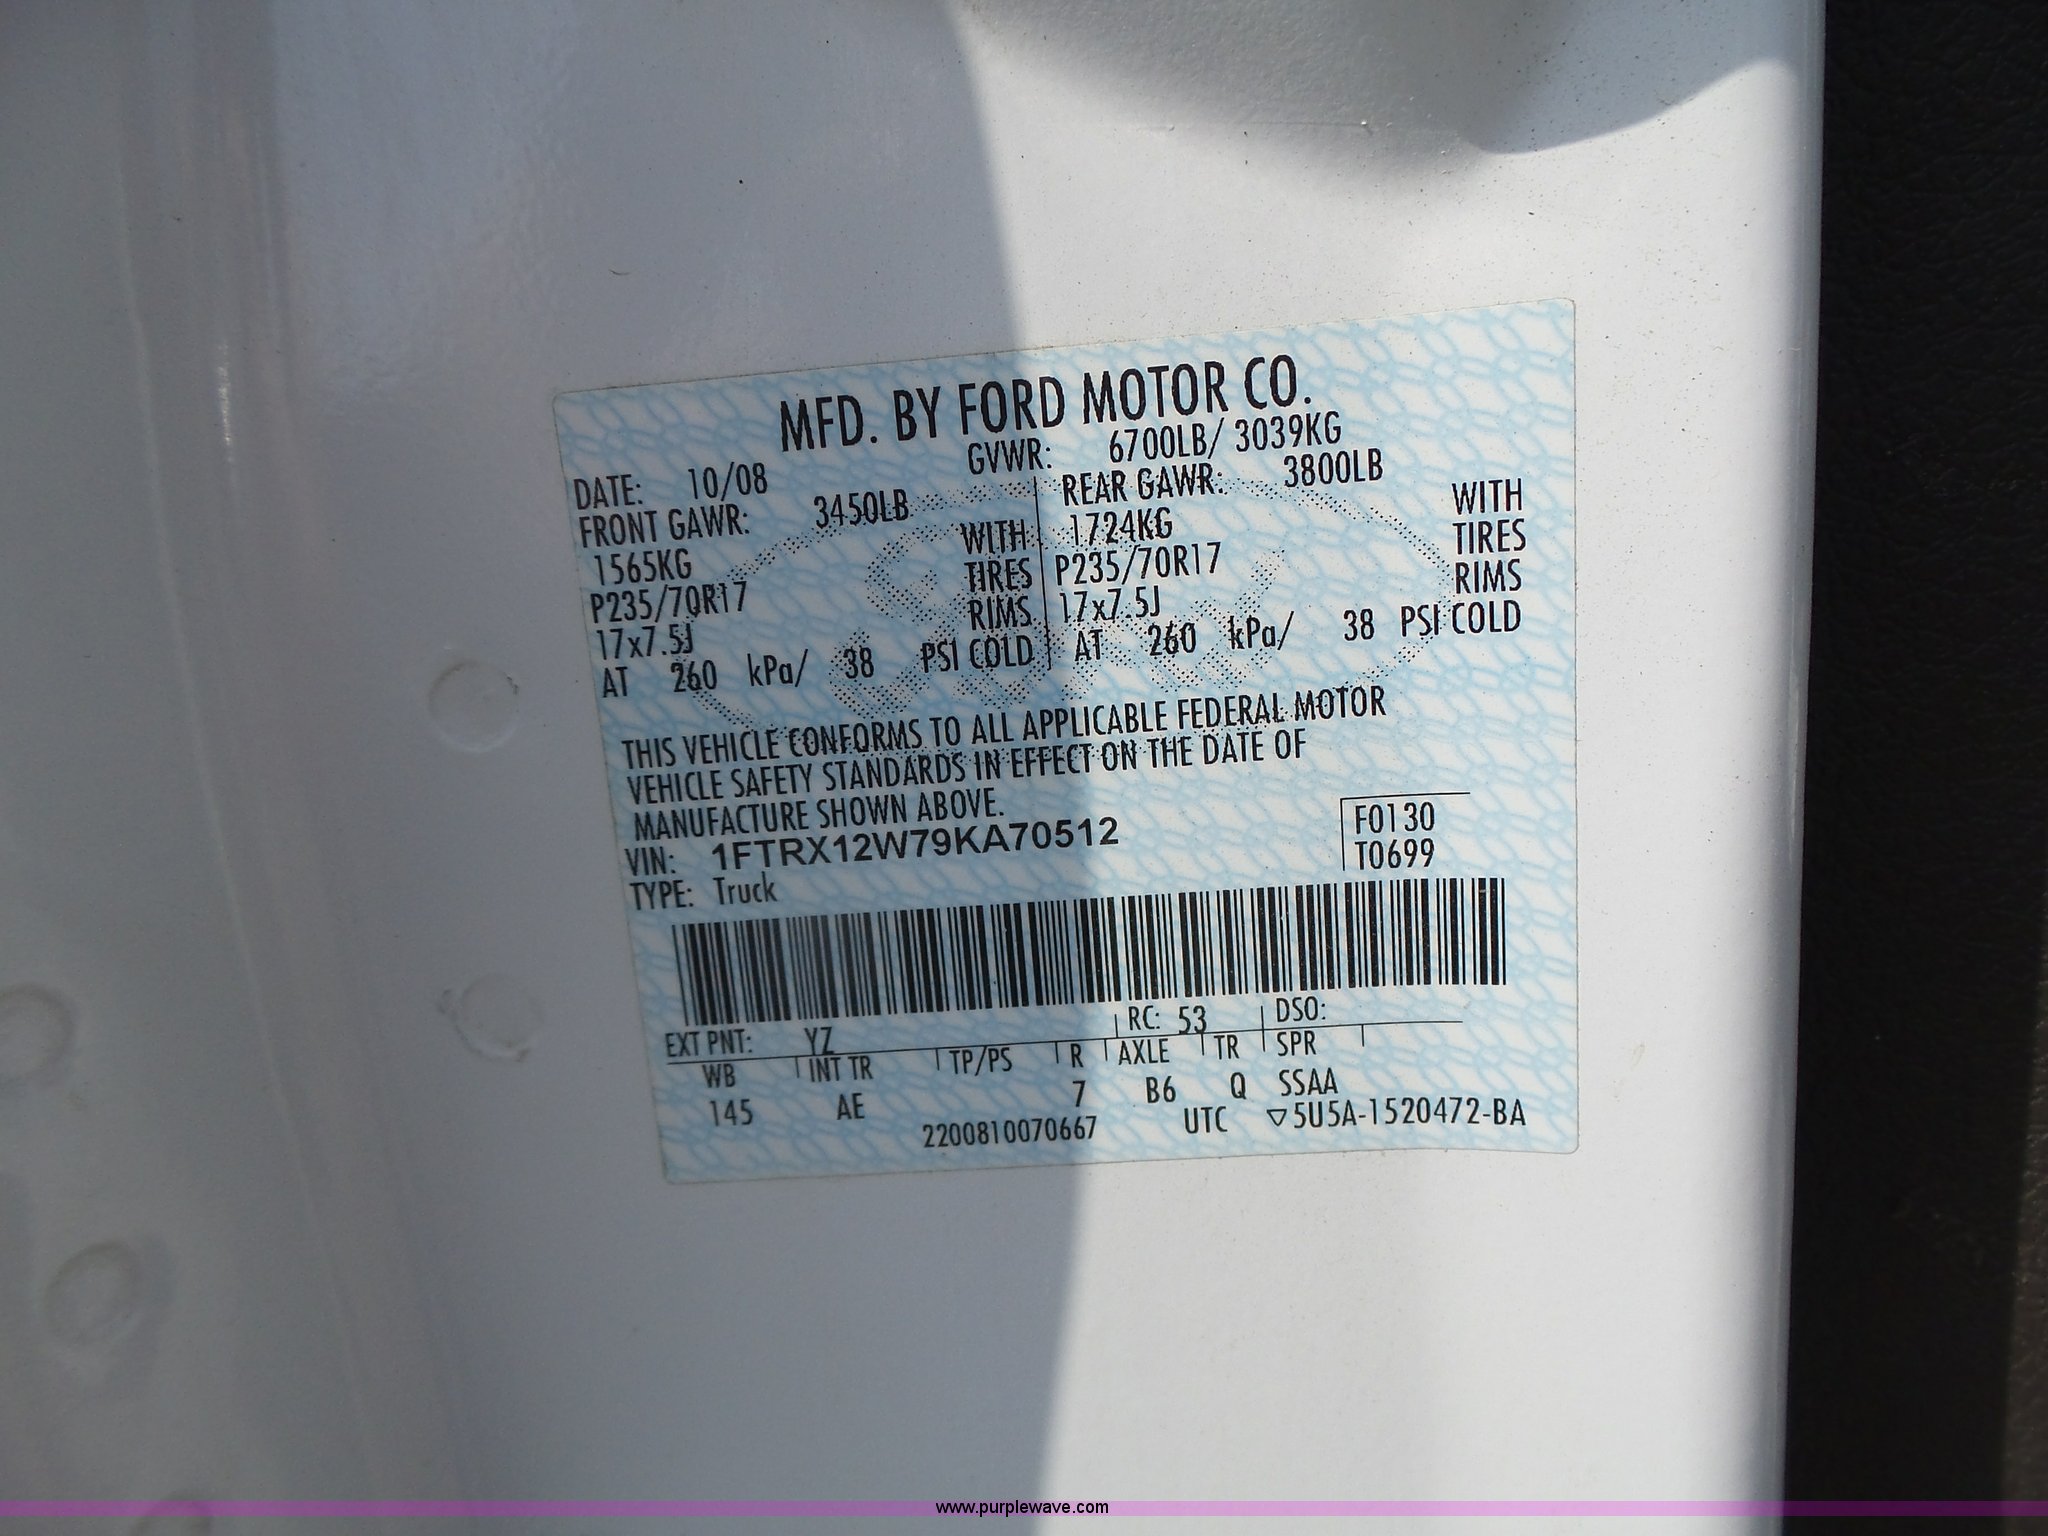 MFD. BY FORD MOTOR CO.
DATE: 10/08 GVWR: 6700LB/ 3039KG
FRONT GAWR: 3450LB REAR GAWR: 3800LB
1565KG WITH 1724KG WITH
P235/70R17 TIRES P235/70R17 TIRES
17x7.5J RIMS 17x7.5J RIMS
AT 260 kPa/ 38 PSI COLD AT 260 kPa/ 38 PSI COLD
THIS VEHICLE CONFORMS TO ALL APPLICABLE FEDERAL MOTOR
VEHICLE SAFETY STANDARDS IN EFFECT ON THE DATE OF
MANUFACTURE SHOWN ABOVE.
VIN: 1FTRX12W79KA70512 F0130
TYPE: Truck T0699
EXT PNT: YZ RC: 53 DSO:
WB INT TR TP/PS R AXLE TR SPR
145 AE 7 B6 Q SSAA
2200810070667 UTC ▽5U5A-1520472-BA
www.purplewave.com